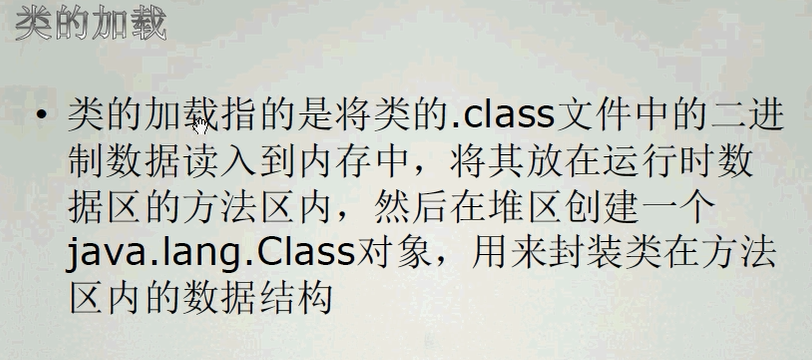 类的加载
• 类的加载指的是将类的.class文件中的二进
制数据读入到内存中，将其放在运行时数
据区的方法区内，然后在堆区创建一个
java.lang.Class对象，用来封装类在方法
区内的数据结构